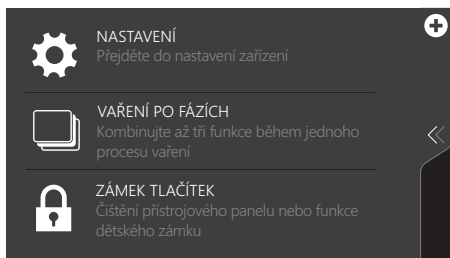 NASTAVENÍ
Přejděte do nastavení zařízení
VAŘENÍ PO FÁZÍCH
Kombinujte až tři funkce během jednoho
procesu vaření
ZÁMEK TLAČÍTEK
Čištění přístrojového panelu nebo funkce
dětského zámku